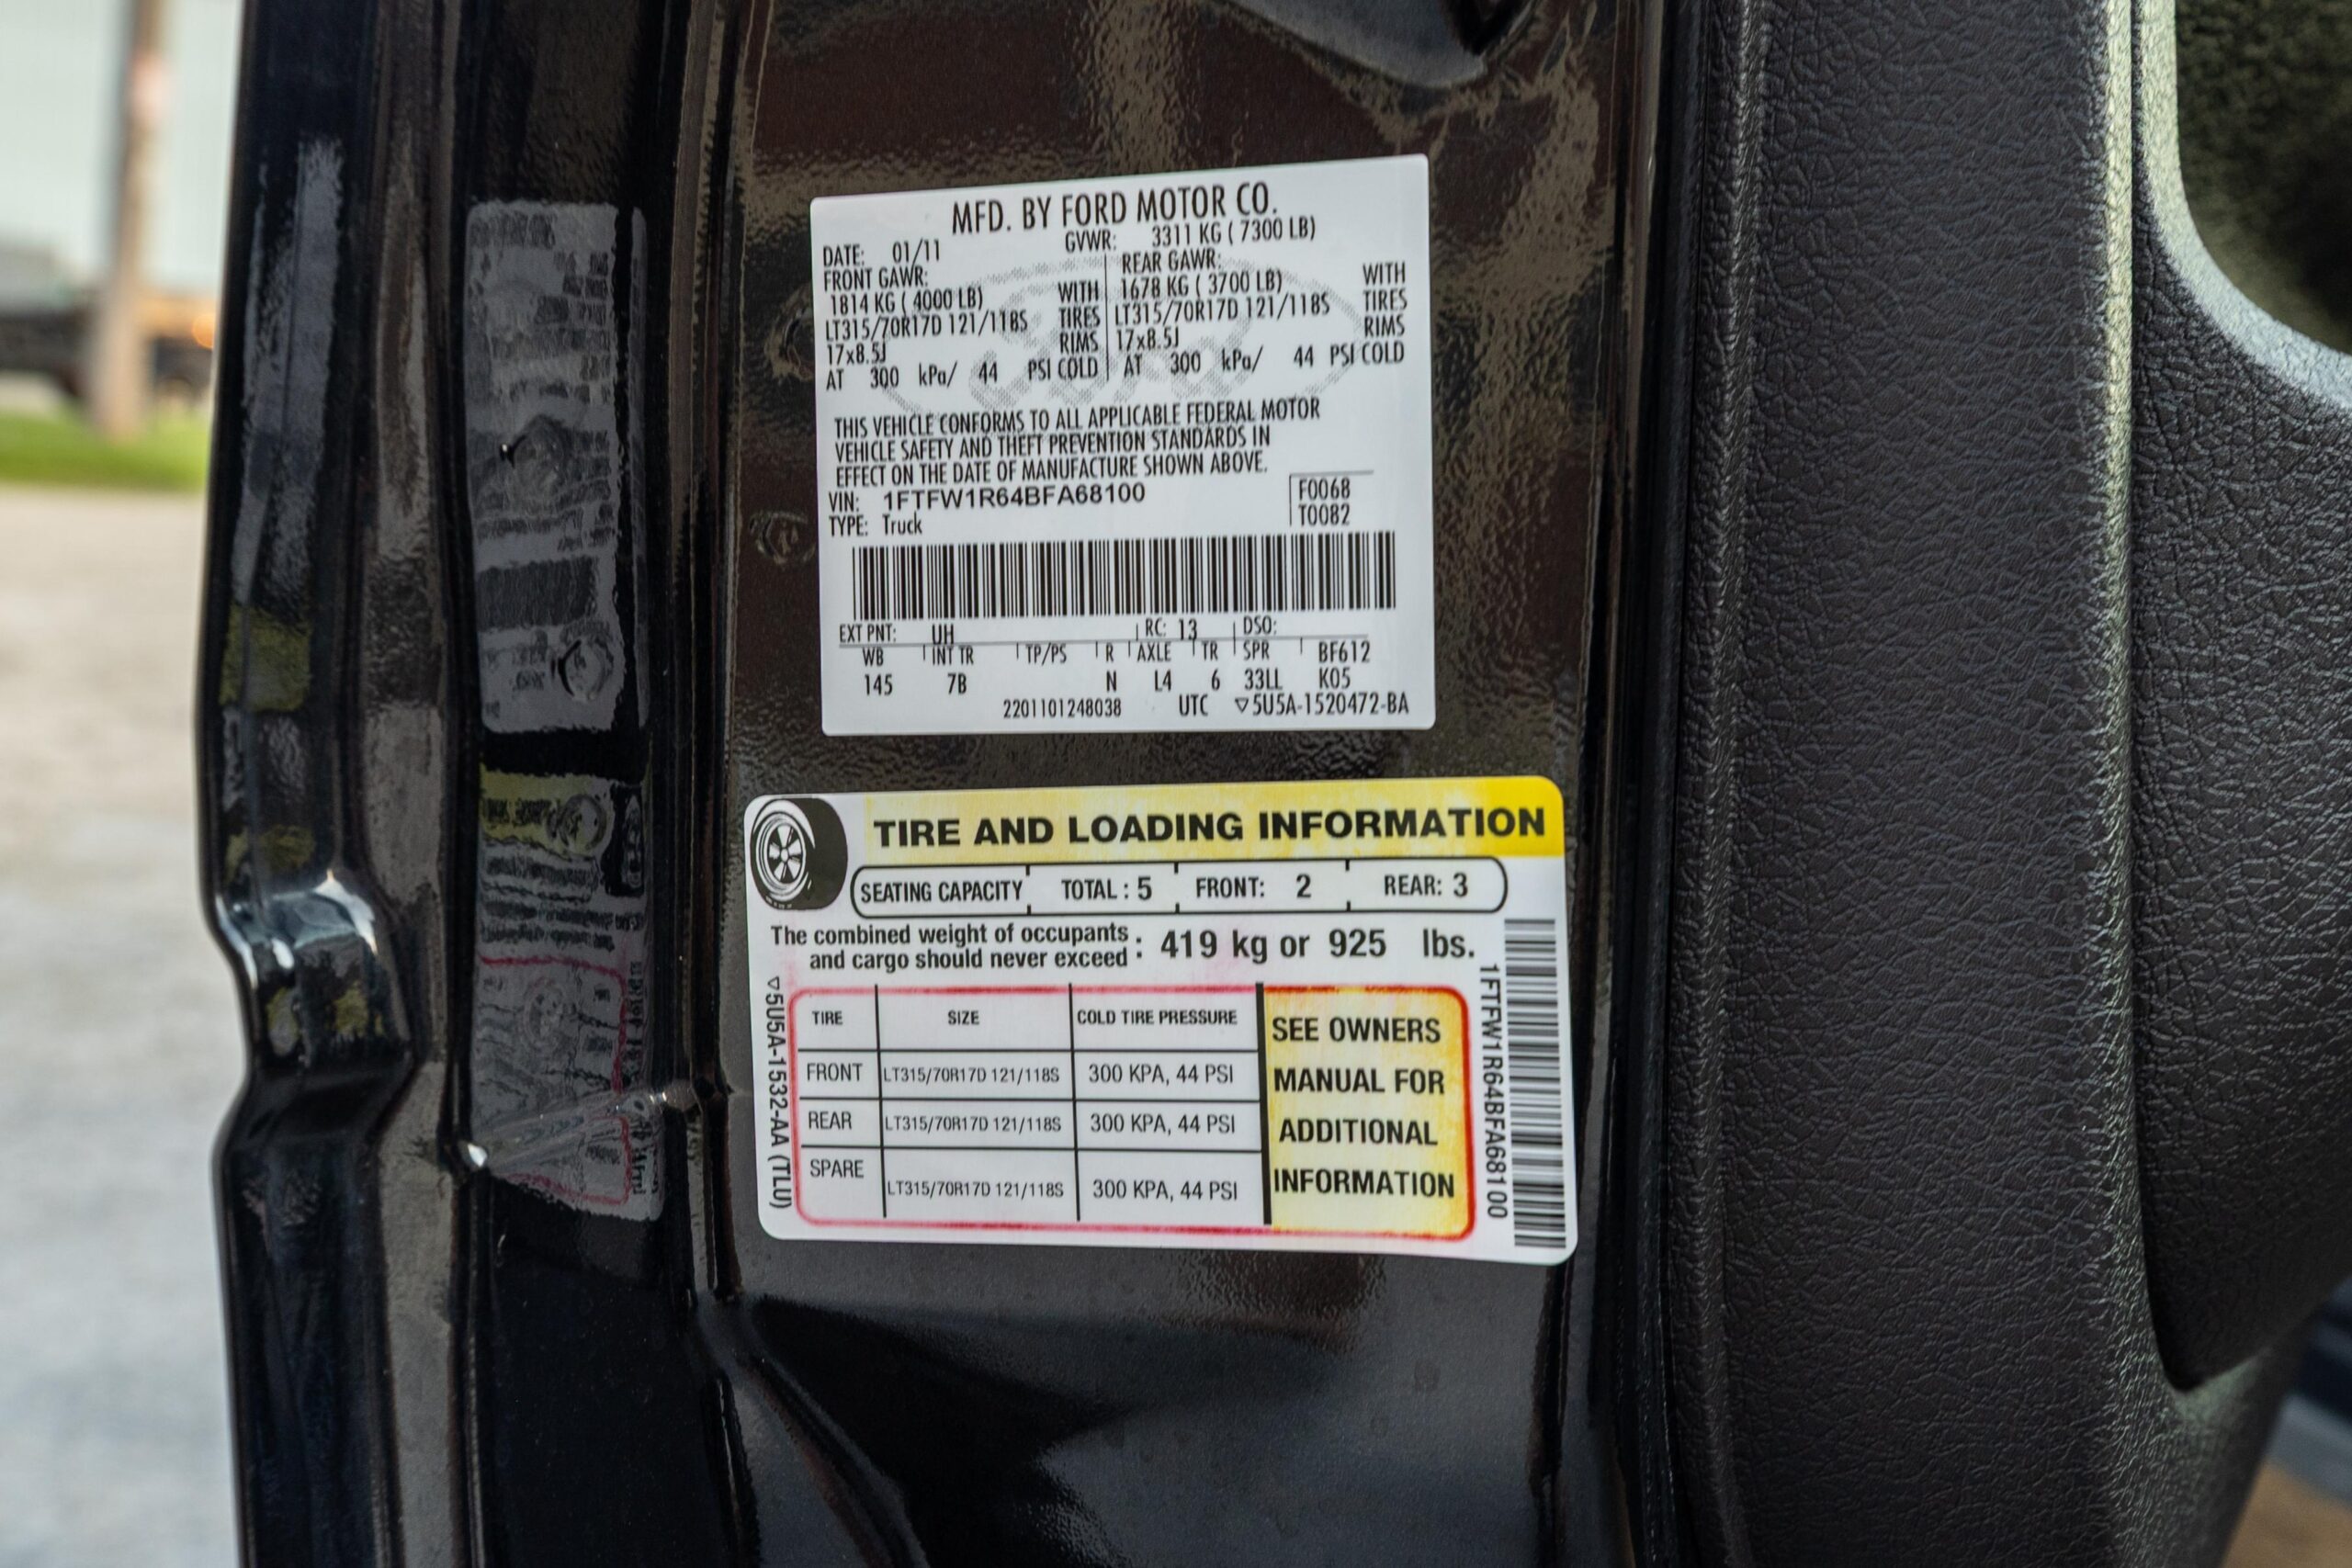 MFD. BY FORD MOTOR CO.
DATE: 01/11 GVWR: 3311 KG ( 7300 LB)
FRONT GAWR: REAR GAWR:
1814 KG ( 4000 LB) WITH 1678 KG ( 3700 LB) WITH
LT315/70R17D 121/118S TIRES LT315/70R17D 121/118S TIRES
17x8.5J RIMS 17x8.5J RIMS
AT 300 kPa/ 44 PSI COLD AT 300 kPa/ 44 PSI COLD
THIS VEHICLE CONFORMS TO ALL APPLICABLE FEDERAL MOTOR
VEHICLE SAFETY AND THEFT PREVENTION STANDARDS IN
EFFECT ON THE DATE OF MANUFACTURE SHOWN ABOVE.
VIN: 1FTFW1R64BFA68100 F0068
TYPE: Truck T0082
EXT PNT: UH RC: 13 DSO:
WB INT TR TP/PS R AXLE TR SPR BF612
145 7B N L4 6 33LL K05
2201101248038 UTC ▽5U5A-1520472-BA
TIRE AND LOADING INFORMATION
SEATING CAPACITY TOTAL : 5 FRONT: 2 REAR: 3
The combined weight of occupants
and cargo should never exceed : 419 kg or 925 lbs.
TIRE SIZE COLD TIRE PRESSURE
FRONT LT315/70R17D 121/118S 300 KPA, 44 PSI
REAR LT315/70R17D 121/118S 300 KPA, 44 PSI
SPARE LT315/70R17D 121/118S 300 KPA, 44 PSI
SEE OWNERS
MANUAL FOR
ADDITIONAL
INFORMATION
▽5U5A-1532-AA (TLU)
1FTFW1R64BFA68100